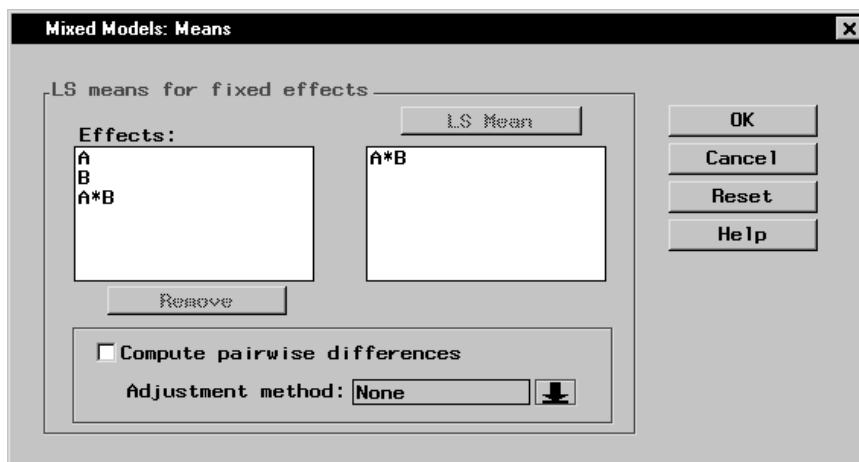 Mixed Models: Means
LS means for fixed effects
Effects:
LS Mean
A
B
A*B
A*B
Remove
Compute pairwise differences
Adjustment method: None
OK
Cancel
Reset
Help